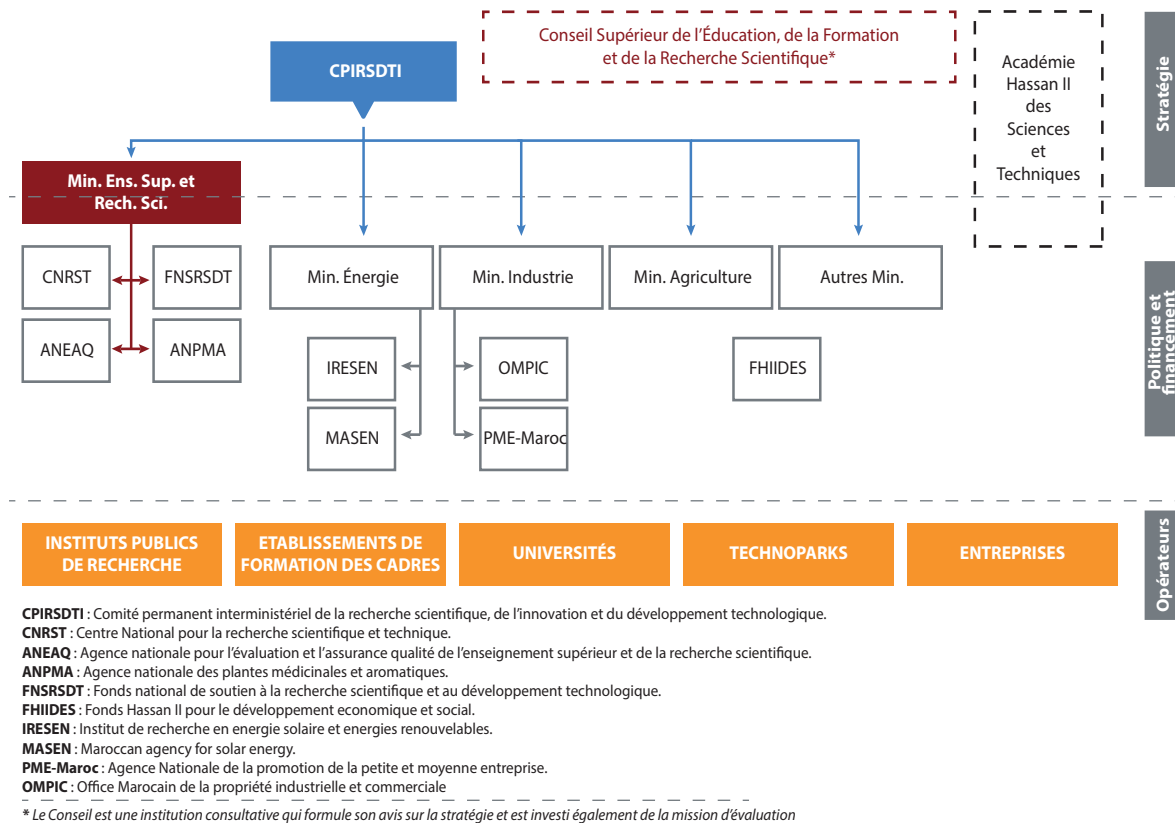 Conseil Supérieur de l'Éducation, de la Formation
et de la Recherche Scientifique*
CPIRSDTI
Académie
Hassan II
des
Sciences
et
Techniques
Stratégie
Min. Ens. Sup. et
Rech. Sci.
CNRST
FNSRSDT
Min. Énergie
Min. Industrie
Min. Agriculture
Autres Min.
ANEAQ
ANPMA
IRESEN
OMPIC
FHIIDES
MASEN
PME-Maroc
Politique et
financement
INSTITUTS PUBLICS
DE RECHERCHE
ETABLISSEMENTS DE
FORMATION DES CADRES
UNIVERSITÉS
TECHNOPARKS
ENTREPRISES
Opérateurs
CPIRSDTI : Comité permanent interministériel de la recherche scientifique, de l'innovation et du développement technologique.
CNRST : Centre National pour la recherche scientifique et technique.
ANEAQ : Agence nationale pour l'évaluation et l'assurance qualité de l'enseignement supérieur et de la recherche scientifique.
ANPMA : Agence nationale des plantes médicinales et aromatiques.
FNSRSDT : Fonds national de soutien à la recherche scientifique et au développement technologique.
FHIIDES : Fonds Hassan II pour le développement economique et social.
IRESEN : Institut de recherche en energie solaire et energies renouvelables.
MASEN : Maroccan agency for solar energy.
PME-Maroc : Agence Nationale de la promotion de la petite et moyenne entreprise.
OMPIC : Office Marocain de la propriété industrielle et commerciale
* Le Conseil est une institution consultative qui formule son avis sur la stratégie et est investi également de la mission d'évaluation